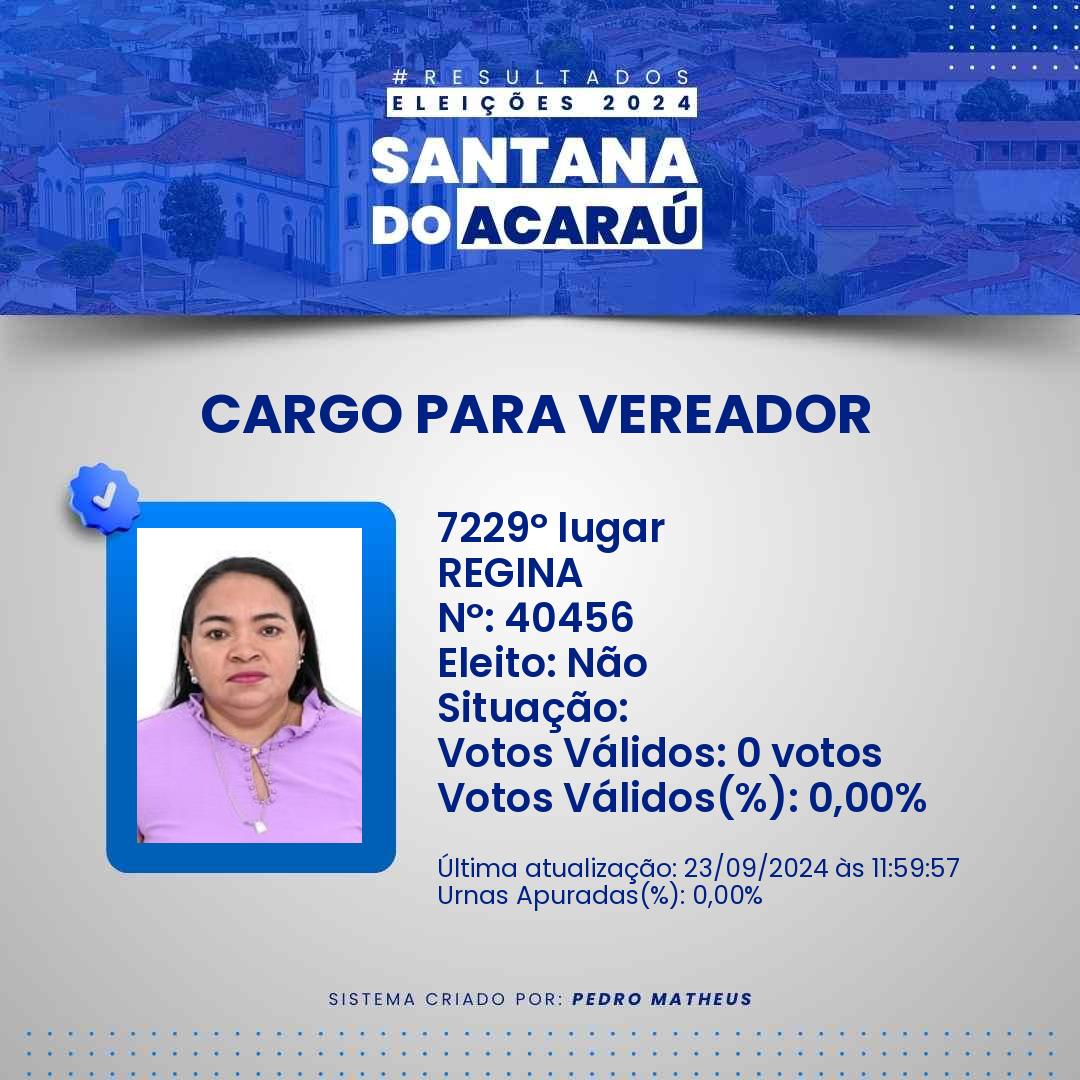 #RESULTADOS
ELEIÇÕES 2024
SANTANA
DO ACARAÚ
CARGO PARA VEREADOR
7229º lugar
REGINA
Nº: 40456
Eleito: Não
Situação:
Votos Válidos: 0 votos
Votos Válidos(%): 0,00%
Última atualização: 23/09/2024 às 11:59:57
Urnas Apuradas(%): 0,00%
SISTEMA CRIADO POR: PEDRO MATHEUS